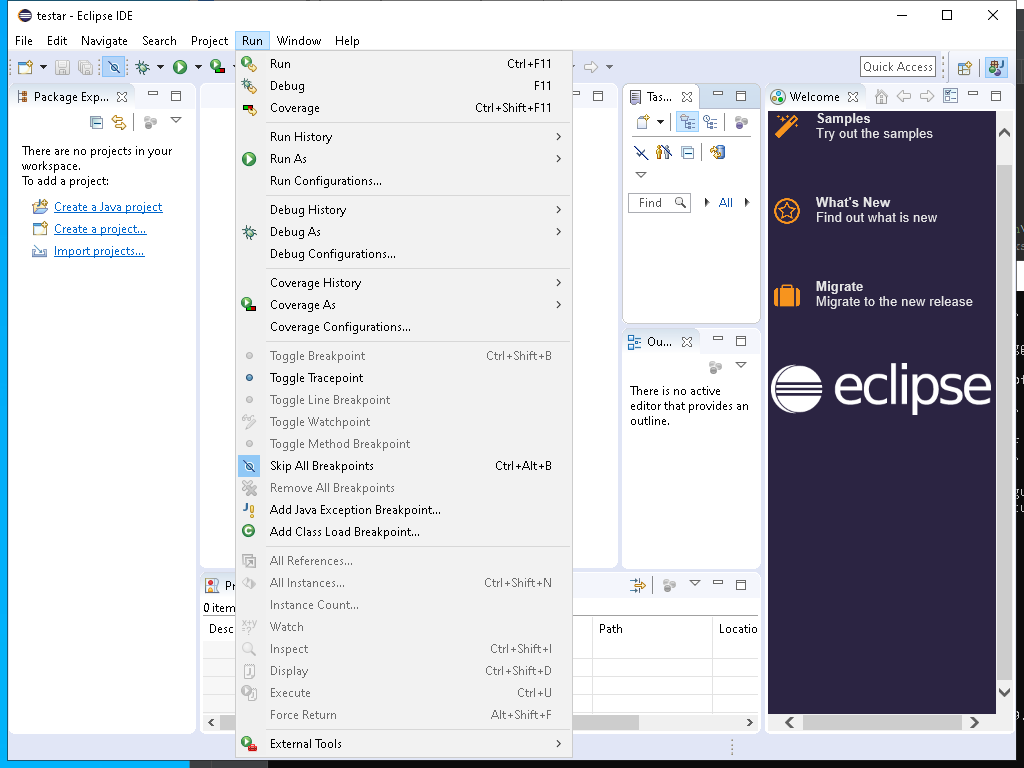 testar - Eclipse IDE
File Edit Navigate Search Project Run Window Help
Quick Access
Package Exp...
There are no projects in your
workspace.
To add a project:
Create a Java project
Create a project...
Import projects...
Run Ctrl+F11
Debug F11
Coverage Ctrl+Shift+F11
Run History
Run As
Run Configurations...
Debug History
Debug As
Debug Configurations...
Coverage History
Coverage As
Coverage Configurations...
Toggle Breakpoint Ctrl+Shift+B
Toggle Tracepoint
Toggle Line Breakpoint
Toggle Watchpoint
Toggle Method Breakpoint
Skip All Breakpoints Ctrl+Alt+B
Remove All Breakpoints
Add Java Exception Breakpoint...
Add Class Load Breakpoint...
All References...
All Instances... Ctrl+Shift+N
Instance Count...
Watch
Inspect Ctrl+Shift+I
Display Ctrl+Shift+D
Execute Ctrl+U
Force Return Alt+Shift+F
External Tools
Tas...
Find
All
Ou...
There is no active
editor that provides an
outline.
Pr
0 item
Desc Path Locatio
Welcome
Samples
Try out the samples
What's New
Find out what is new
Migrate
Migrate to the new release
eclipse